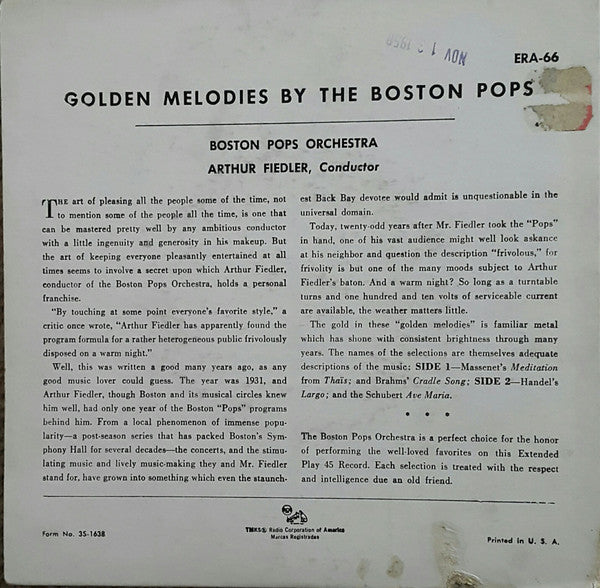 NOV 1 2 1958
ERA-66
GOLDEN MELODIES BY THE BOSTON POPS
BOSTON POPS ORCHESTRA
ARTHUR FIEDLER, Conductor
THE art of pleasing all the people some of the time, not
to mention some of the people all the time, is one that
can be mastered pretty well by any ambitious conductor
with a little ingenuity and generosity in his makeup. But
the art of keeping everyone pleasantly entertained at all
times seems to involve a secret upon which Arthur Fiedler,
conductor of the Boston Pops Orchestra, holds a personal
franchise.
"By touching at some point everyone's favorite style," a
critic once wrote, "Arthur Fiedler has apparently found the
program formula for a rather heterogeneous public frivolously
disposed on a warm night."
Well, this was written a good many years ago, as any
good music lover could guess. The year was 1931, and
Arthur Fiedler, though Boston and its musical circles knew
him well, had only one year of the Boston "Pops" programs
behind him. From a local phenomenon of immense popu-
larity—a post-season series that has packed Boston's Sym-
phony Hall for several decades—the concerts, and the stimu-
lating music and lively music-making they and Mr. Fiedler
stand for, have grown into something which even the staunch-
est Back Bay devotee would admit is unquestionable in the
universal domain.
Today, twenty-odd years after Mr. Fiedler took the "Pops"
in hand, one of his vast audience might well look askance
at his neighbor and question the description "frivolous," for
frivolity is but one of the many moods subject to Arthur
Fiedler's baton. And a warm night? So long as a turntable
turns and one hundred and ten volts of serviceable current
are available, the weather matters little.
The gold in these "golden melodies" is familiar metal
which has shone with consistent brightness through many
years. The names of the selections are themselves adequate
descriptions of the music; SIDE 1—Massenet's Meditation
from Thaïs; and Brahms' Cradle Song; SIDE 2—Handel's
Largo; and the Schubert Ave Maria.
* * *
The Boston Pops Orchestra is a perfect choice for the honor
of performing the well-loved favorites on this Extended
Play 45 Record. Each selection is treated with the respect
and intelligence due an old friend.
TMKS® Radio Corporation of America
Marcas Registradas
Form No. 3S-1638
Printed in U. S. A.